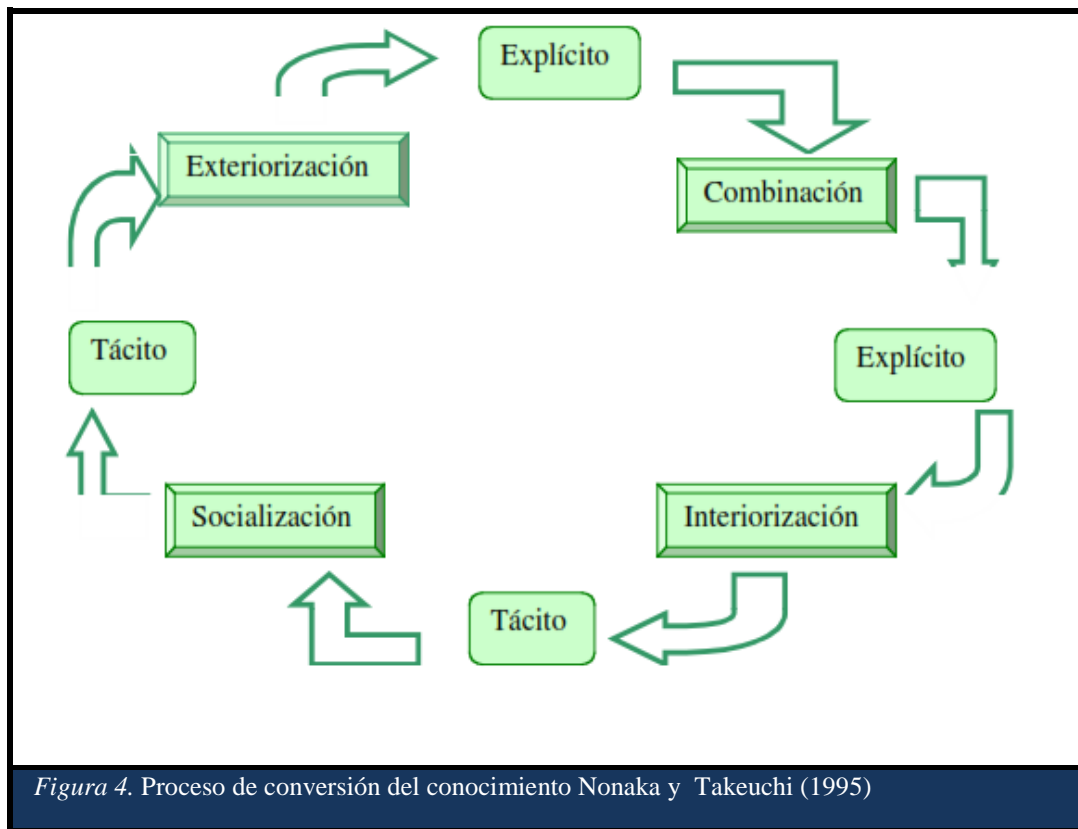 Explícito
Exteriorización
Combinación
Tácito
Explícito
Socialización
Interiorización
Tácito
Figura 4. Proceso de conversión del conocimiento Nonaka y Takeuchi (1995)